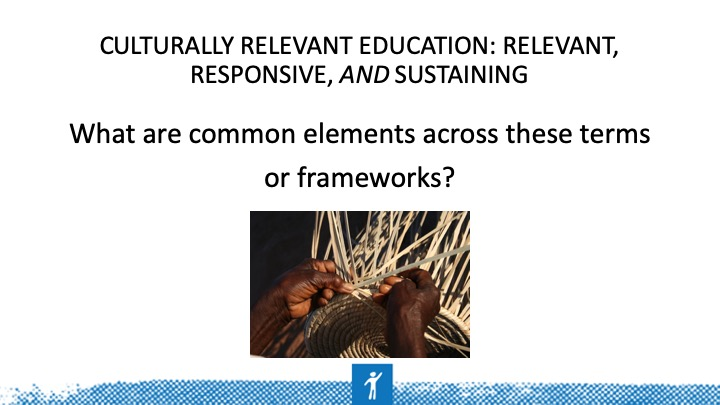 CULTURALLY RELEVANT EDUCATION: RELEVANT,
RESPONSIVE, AND SUSTAINING
What are common elements across these terms
or frameworks?